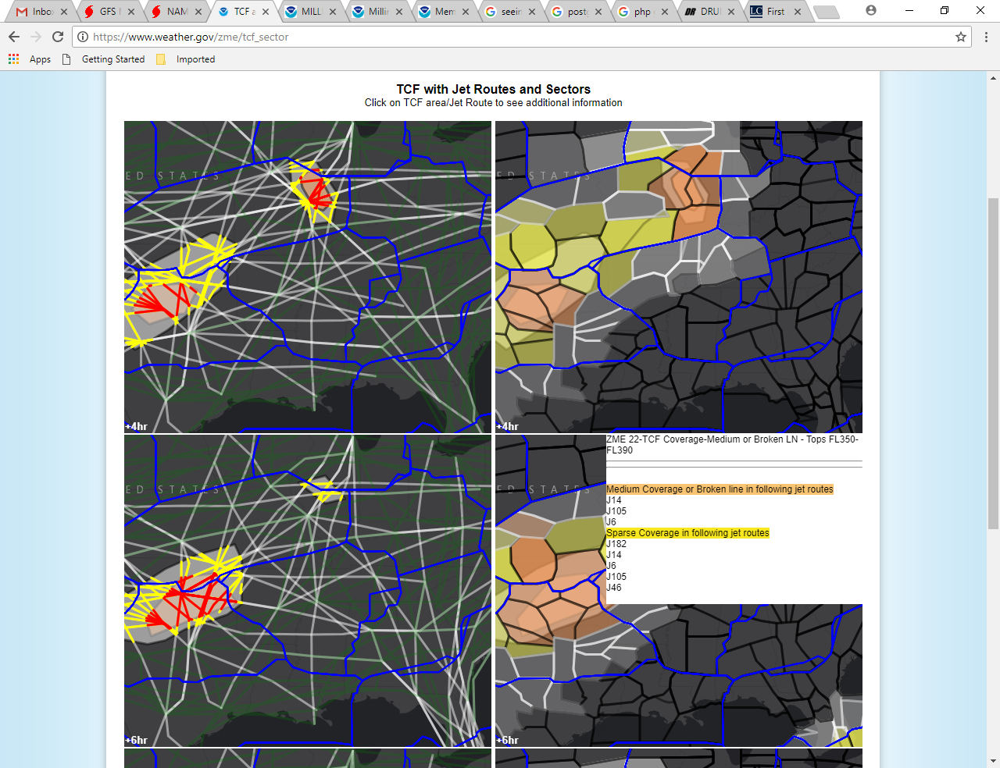 Inbox
GFS M
NAM
TCF a
MILLI
Millin
Mem
seein
postg
php
DR DRU
LC First
https://www.weather.gov/zme/tcf_sector
Apps
Getting Started
Imported
TCF with Jet Routes and Sectors
Click on TCF area/Jet Route to see additional information
ED STATES
ED STATES
+4hr
+4hr
ZME 22-TCF Coverage-Medium or Broken LN - Tops FL350-
FL390
Medium Coverage or Broken line in following jet routes
J14
J105
J6
Sparse Coverage in following jet routes
J182
J14
J6
J105
J46
ED STATES
ED STATES
+6hr
+6hr